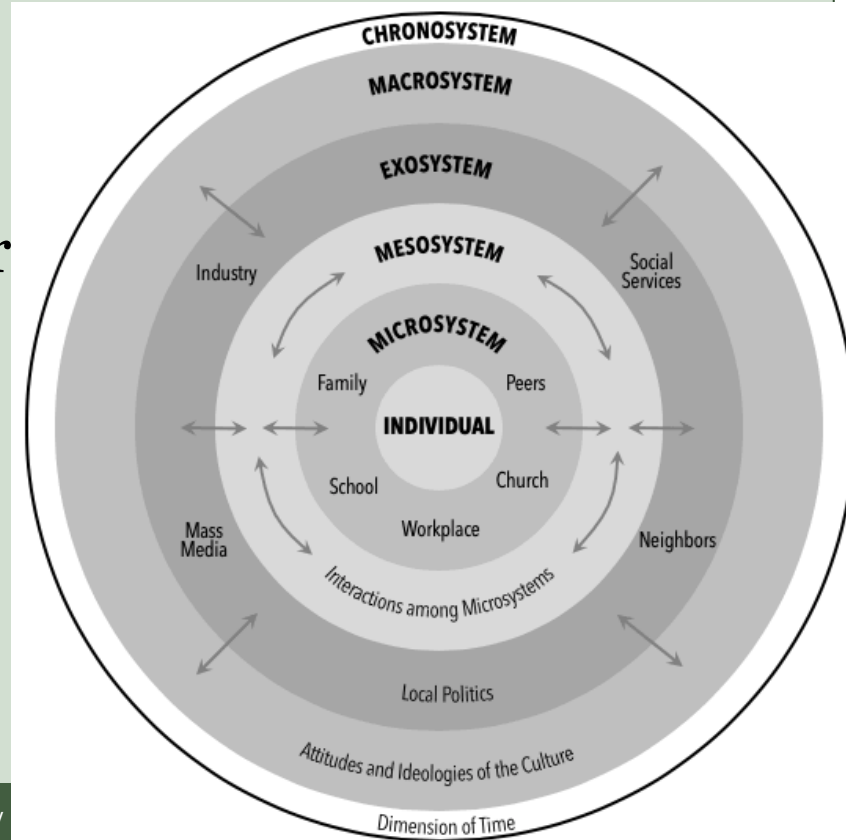 CHRONOSYSTEM
MACROSYSTEM
EXOSYSTEM
MESOSYSTEM
Industry
Social
Services
MICROSYSTEM
Family
Peers
INDIVIDUAL
School
Church
Workplace
Mass
Media
Neighbors
Interactions among Microsystems
Local Politics
Attitudes and Ideologies of the Culture
Dimension of Time